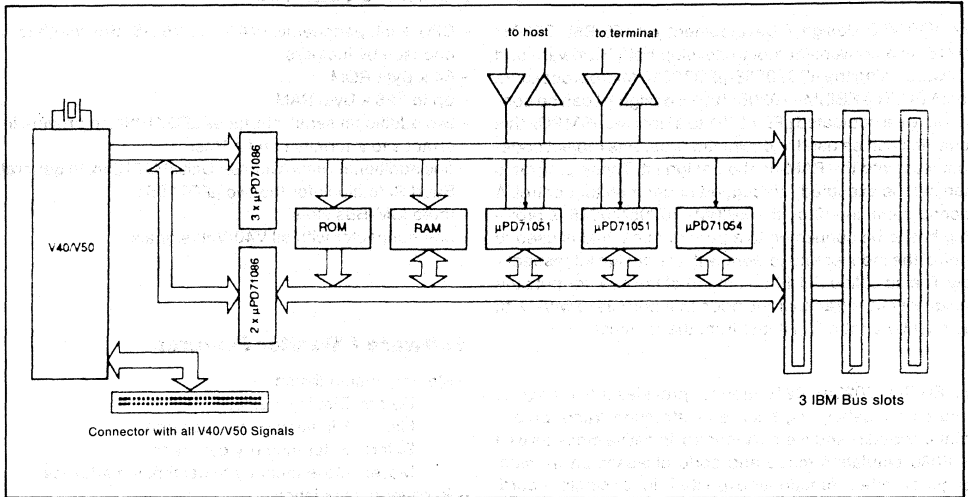 to host
to terminal
V40/V50
3 x µPD71086
ROM
RAM
µPD71051
µPD71051
µPD71054
2 x µPD71086
3 IBM Bus slots
Connector with all V40/V50 Signals